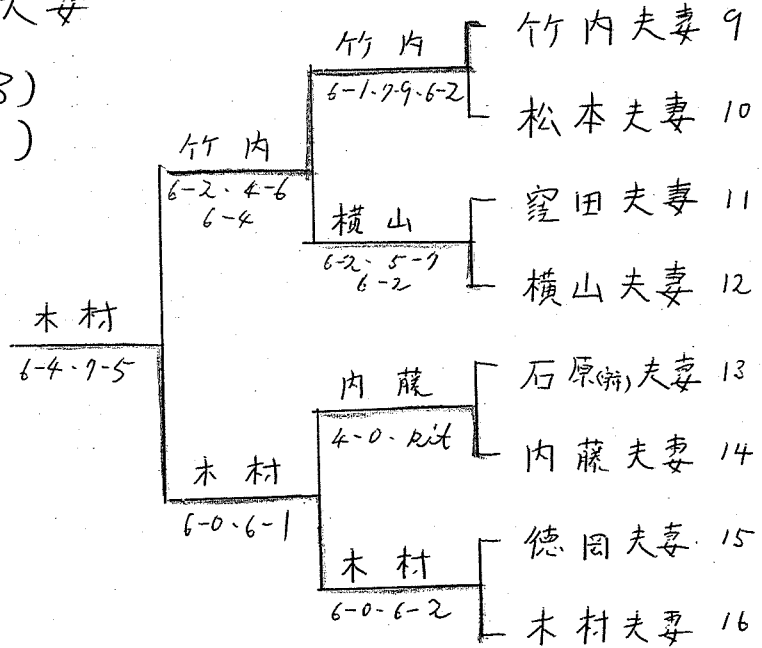 人妻
)
)
竹内夫妻 9
竹内
6-1・7-9・6-2
松本夫妻 10
竹内
6-2・4-6
6-4
窪田夫妻 11
横山
6-2・5-7
6-2
横山夫妻 12
木村
6-4・7-5
石原夫妻 13
内藤
4-0・Rit
内藤夫妻 14
木村
6-0・6-1
徳岡夫妻 15
木村
6-0・6-2
木村夫妻 16